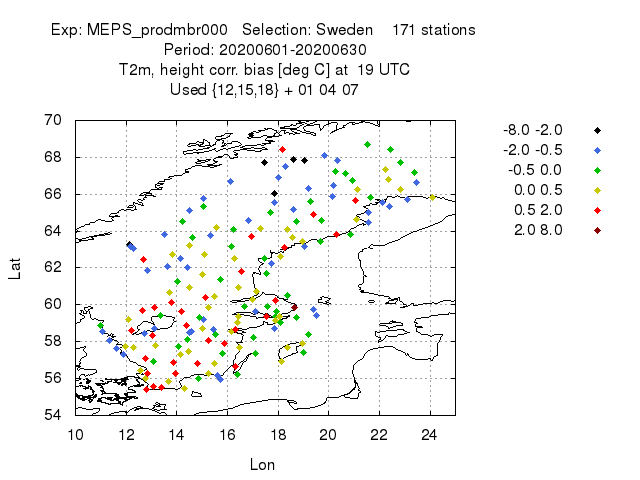 Exp: MEPS_prodmbr000 Selection: Sweden 171 stations
Period: 20200601-20200630
T2m, height corr. bias [deg C] at 19 UTC
Used {12,15,18} + 01 04 07
70
68
66
64
62
60
58
56
54
10 12 14 16 18 20 22 24
Lat
Lon
-8.0 -2.0
-2.0 -0.5
-0.5 0.0
0.0 0.5
0.5 2.0
2.0 8.0